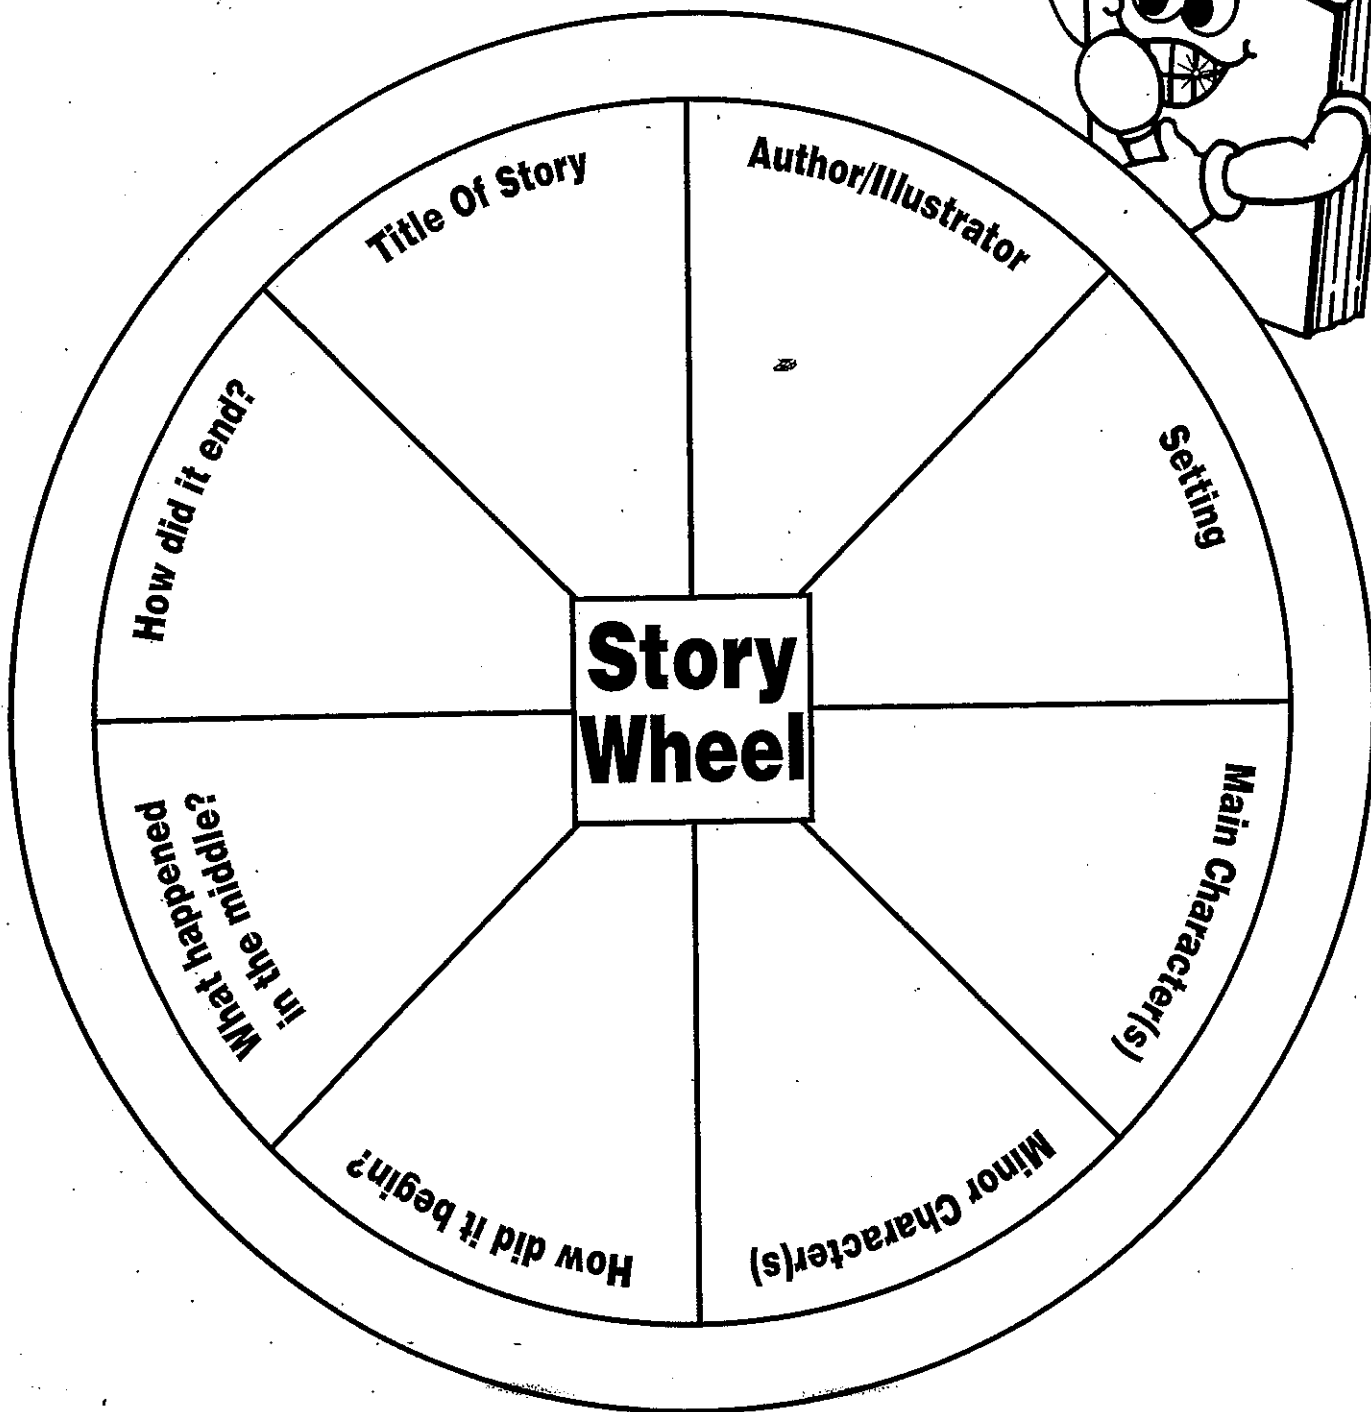 Title Of Story
Author/Illustrator
Setting
Main Character(s)
Minor Character(s)
How did it begin?
What happened
in the middle?
How did it end?
Story
Wheel